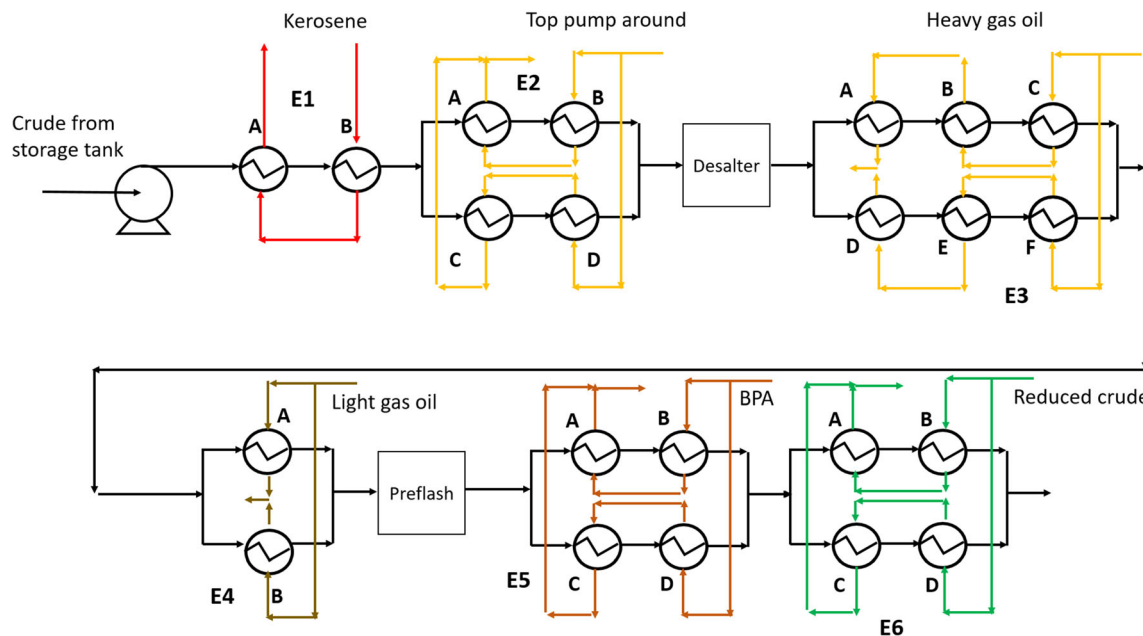 Kerosene
Top pump around
Heavy gas oil
E1
E2
A
B
A
B
A
B
C
Crude from
storage tank
Desalter
C
D
D
E
F
E3
Light gas oil
BPA
Reduced crude
A
A
B
A
B
Preflash
E4
B
E5
C
D
C
D
E6